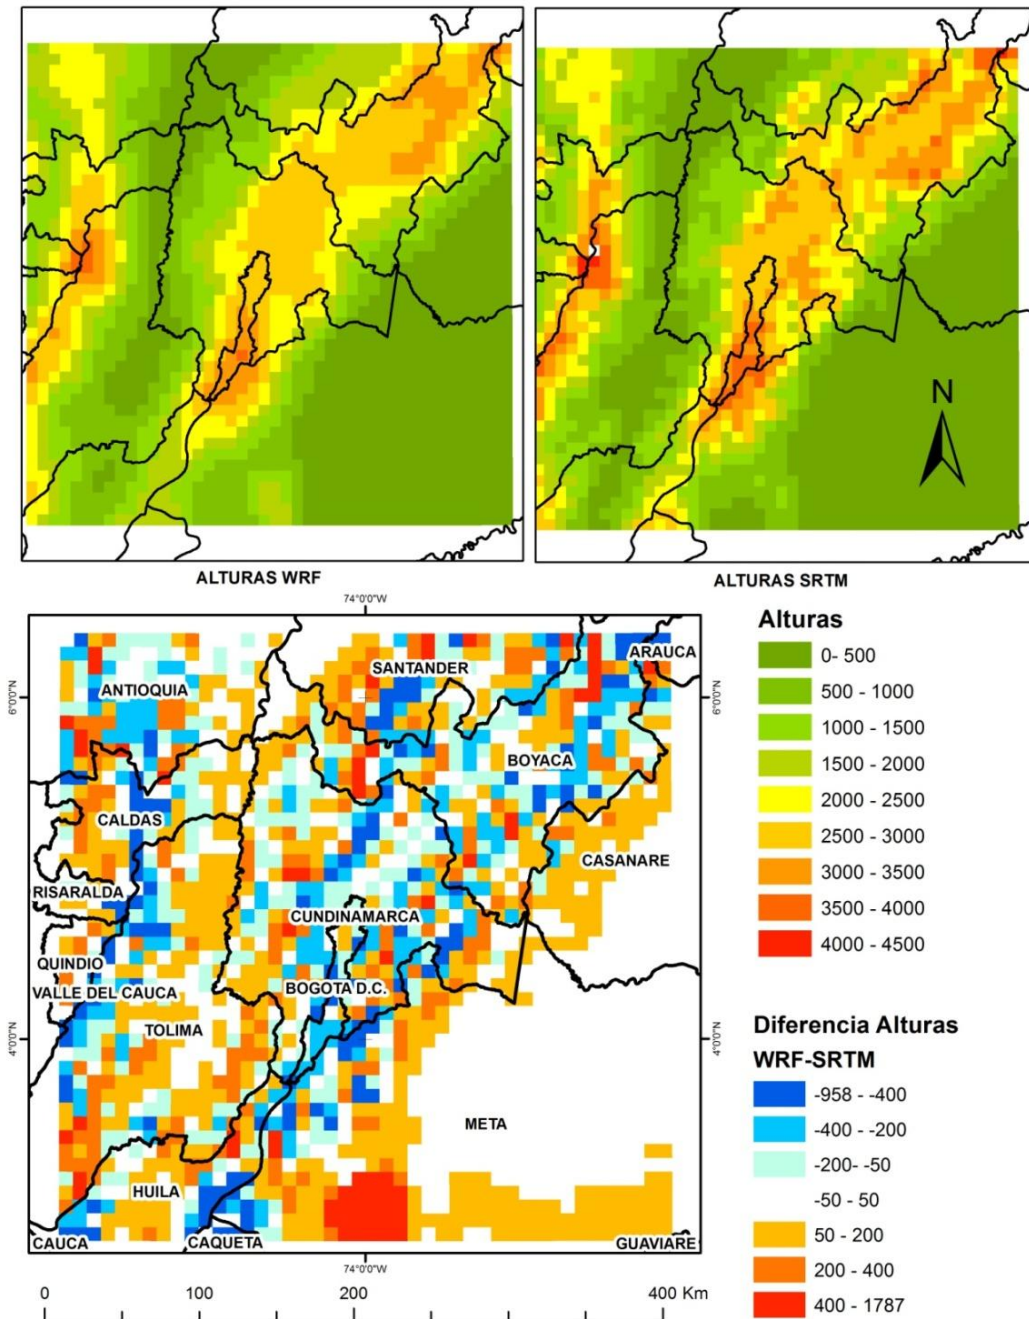 N
ALTURAS WRF
ALTURAS SRTM
74°0'0"W
Alturas
0- 500
500 - 1000
1000 - 1500
1500 - 2000
2000 - 2500
2500 - 3000
3000 - 3500
3500 - 4000
4000 - 4500
ARAUCA
SANTANDER
ANTIOQUIA
6°0'0"N
6°0'0"N
BOYACA
CALDAS
CASANARE
RISARALDA
CUNDINAMARCA
QUINDIO
BOGOTA D.C.
VALLE DEL CAUCA
TOLIMA
4°0'0"N
4°0'0"N
META
HUILA
CAUCA
CAQUETA
GUAVIARE
74°0'0"W
Diferencia Alturas
WRF-SRTM
-958 - -400
-400 - -200
-200- -50
-50 - 50
50 - 200
200 - 400
400 - 1787
0 100 200 400 Km